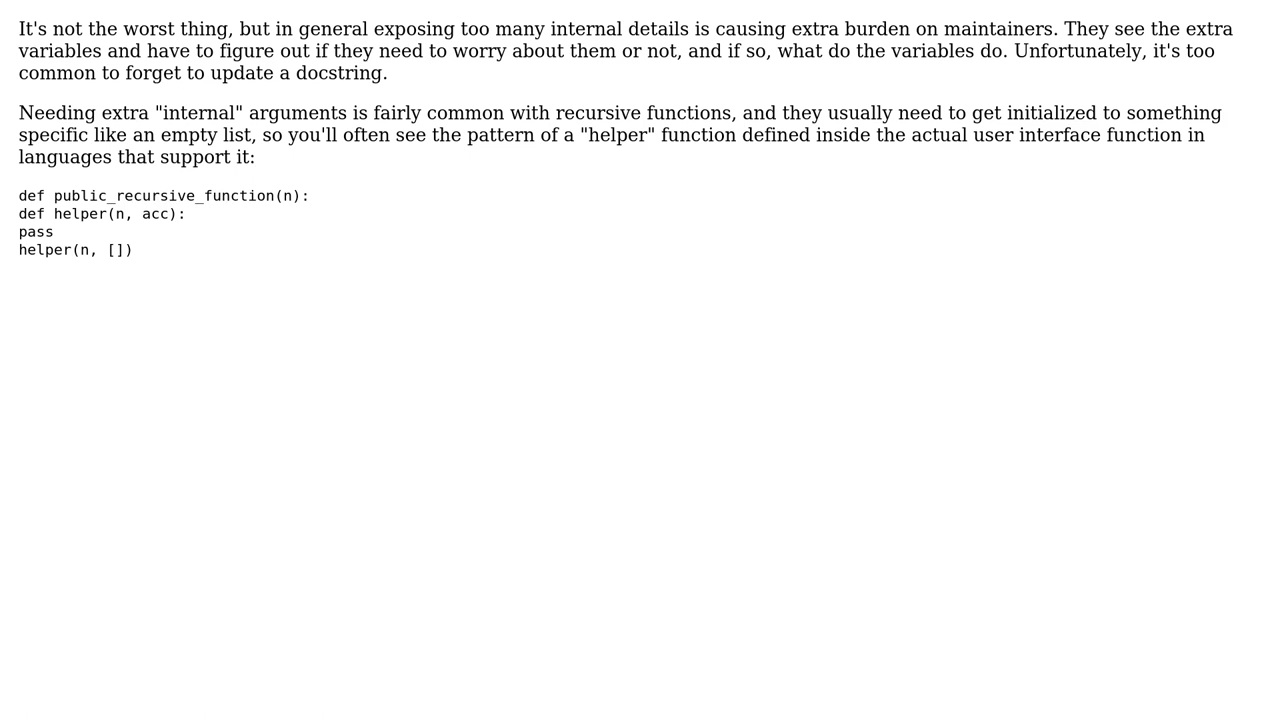 It's not the worst thing, but in general exposing too many internal details is causing extra burden on maintainers. They see the extra
variables and have to figure out if they need to worry about them or not, and if so, what do the variables do. Unfortunately, it's too
common to forget to update a docstring.
Needing extra "internal" arguments is fairly common with recursive functions, and they usually need to get initialized to something
specific like an empty list, so you'll often see the pattern of a "helper" function defined inside the actual user interface function in
languages that support it:
def public_recursive_function(n):
def helper(n, acc):
pass
helper(n, [])